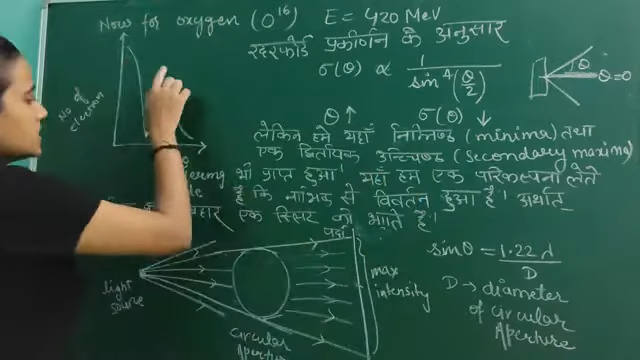 Now for oxygen (O¹⁶) E = 420 MeV
रदरफोर्ड प्रकीर्णन के अनुसार
σ(θ) ∝ 1 / sin⁴(θ/2)
θ θ=0
No of electron
θ↑ σ(θ)↓
लेकिन हमे यहाँ निम्निष्ठ (minima) तथा
एक द्वितीयक उच्चिष्ठ (secondary maxima)
भी प्राप्त हुआ। यहाँ हम एक परिकल्पना लेते
है कि नाभिक से विवर्तन हुआ है। अर्थात्
एक स्लिट की भाँति है।
पर्दा
light source
circular
max intensity
sinθ = 1.22 λ / D
D → diameter of circular Aperture